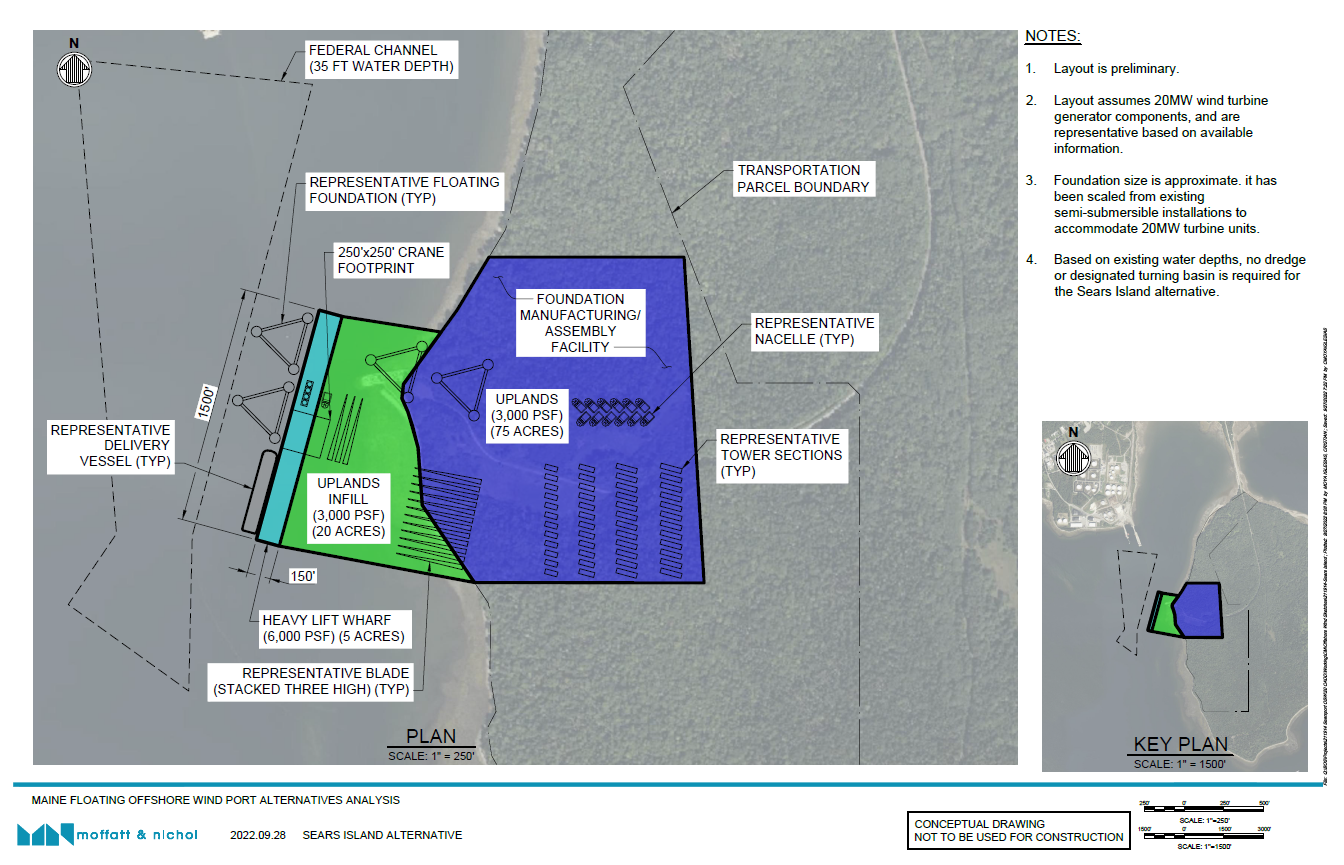 N
FEDERAL CHANNEL
(35 FT WATER DEPTH)
REPRESENTATIVE FLOATING
FOUNDATION (TYP)
250'x250' CRANE
FOOTPRINT
TRANSPORTATION
PARCEL BOUNDARY
FOUNDATION
MANUFACTURING/
ASSEMBLY
FACILITY
REPRESENTATIVE
NACELLE (TYP)
1500'
UPLANDS
(3,000 PSF)
(75 ACRES)
REPRESENTATIVE
DELIVERY
VESSEL (TYP)
REPRESENTATIVE
TOWER SECTIONS
(TYP)
UPLANDS
INFILL
(3,000 PSF)
(20 ACRES)
150'
HEAVY LIFT WHARF
(6,000 PSF) (5 ACRES)
REPRESENTATIVE BLADE
(STACKED THREE HIGH) (TYP)
PLAN
SCALE: 1" = 250'
NOTES:
1. Layout is preliminary.
2. Layout assumes 20MW wind turbine
generator components, and are
representative based on available
information.
3. Foundation size is approximate. it has
been scaled from existing
semi-submersible installations to
accommodate 20MW turbine units.
4. Based on existing water depths, no dredge
or designated turning basin is required for
the Sears Island alternative.
N
KEY PLAN
SCALE: 1" = 1500'
MAINE FLOATING OFFSHORE WIND PORT ALTERNATIVES ANALYSIS
moffatt & nichol
2022.09.28 SEARS ISLAND ALTERNATIVE
CONCEPTUAL DRAWING
NOT TO BE USED FOR CONSTRUCTION
250' 0' 250' 500'
SCALE: 1"=250'
1500' 0' 1500' 3000'
SCALE: 1"=1500'